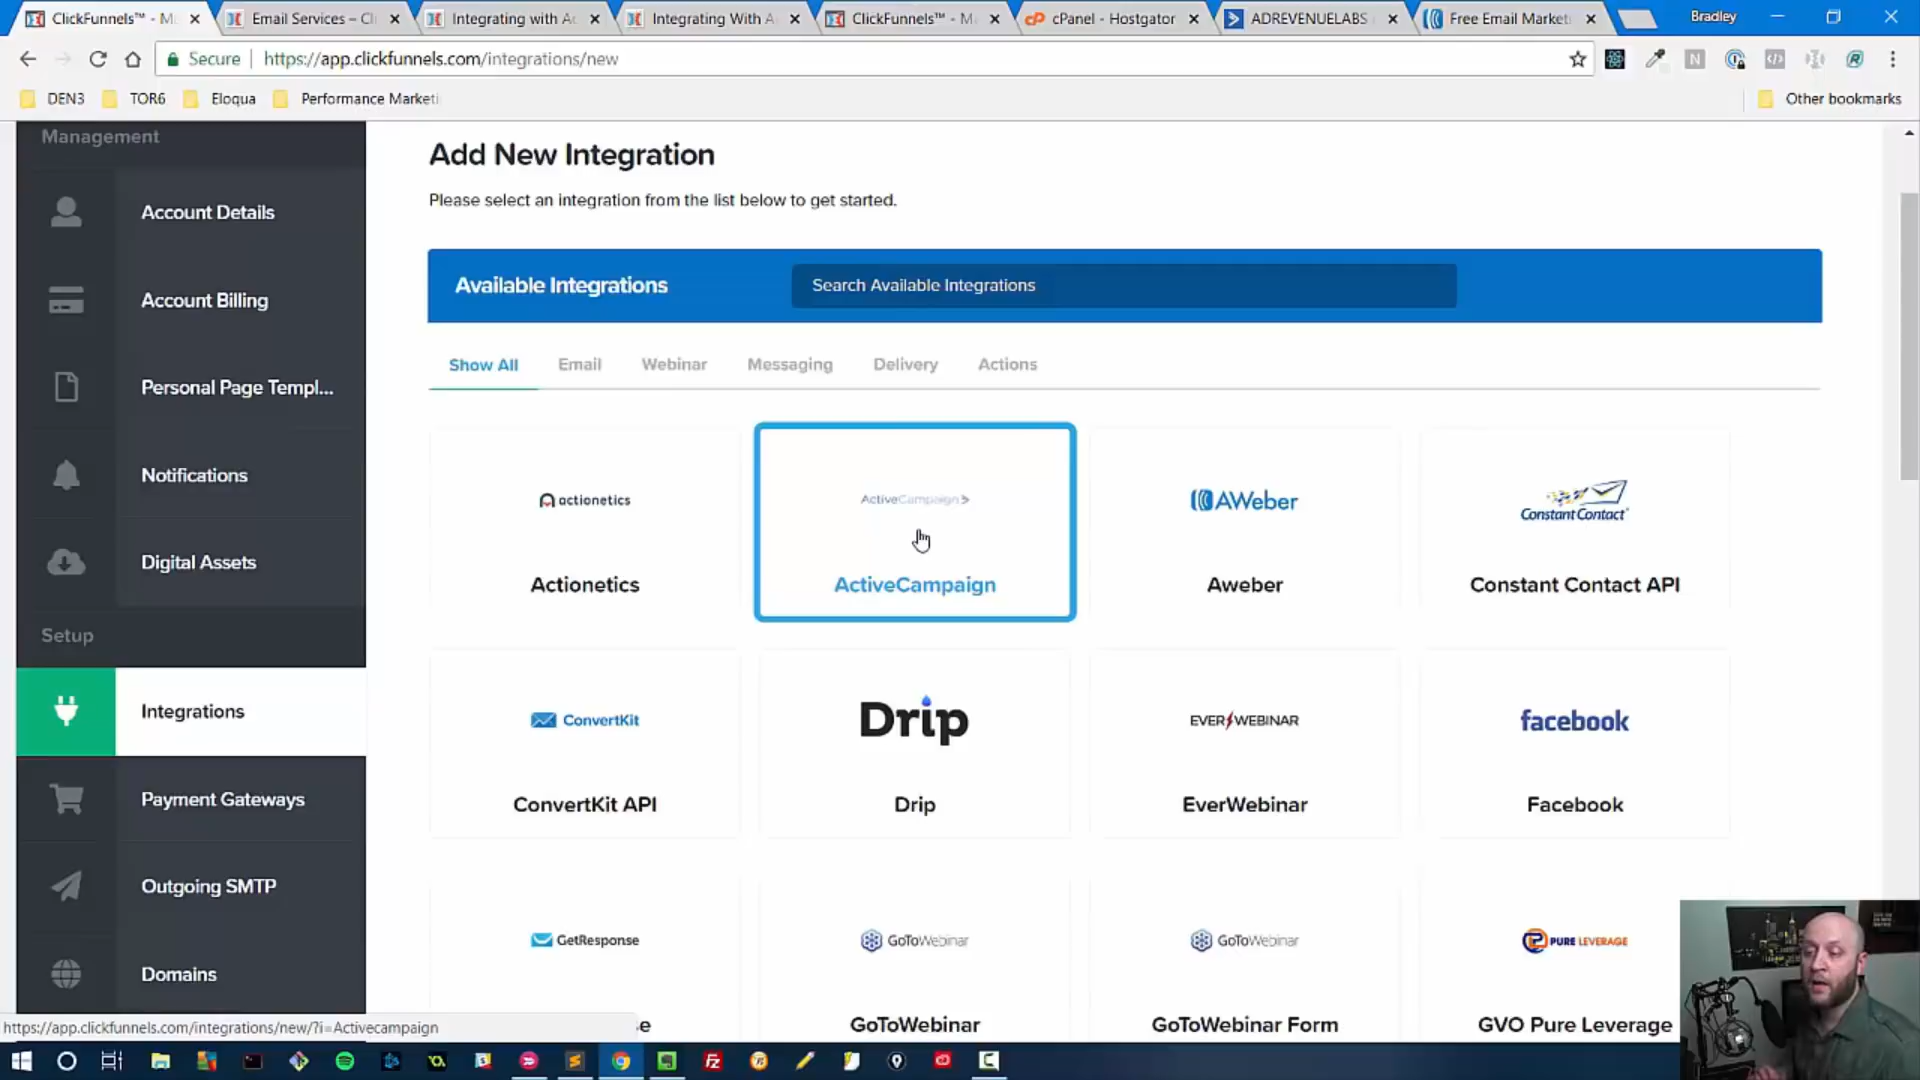 ClickFunnels™ - M
Email Services – Cli
Integrating with Ac
Integrating With A
ClickFunnels™ - M
cPanel - Hostgator
ADREVENUELABS
Free Email Market
Bradley
Secure
https://app.clickfunnels.com/integrations/new
DEN3
TOR6
Eloqua
Performance Marketi
Other bookmarks
Management
Account Details
Account Billing
Personal Page Templ...
Notifications
Digital Assets
Setup
Integrations
Payment Gateways
Outgoing SMTP
Domains
Add New Integration
Please select an integration from the list below to get started.
Available Integrations
Search Available Integrations
Show All
Email
Webinar
Messaging
Delivery
Actions
actionetics
ActiveCampaign >
AWeber
Constant Contact
Actionetics
ActiveCampaign
Aweber
Constant Contact API
ConvertKit
Drip
EVERWEBINAR
facebook
ConvertKit API
Drip
EverWebinar
Facebook
GetResponse
GoToWebinar
GoToWebinar
PURE LEVERAGE
e
GoToWebinar
GoToWebinar Form
GVO Pure Leverage
https://app.clickfunnels.com/integrations/new/?i=Activecampaign